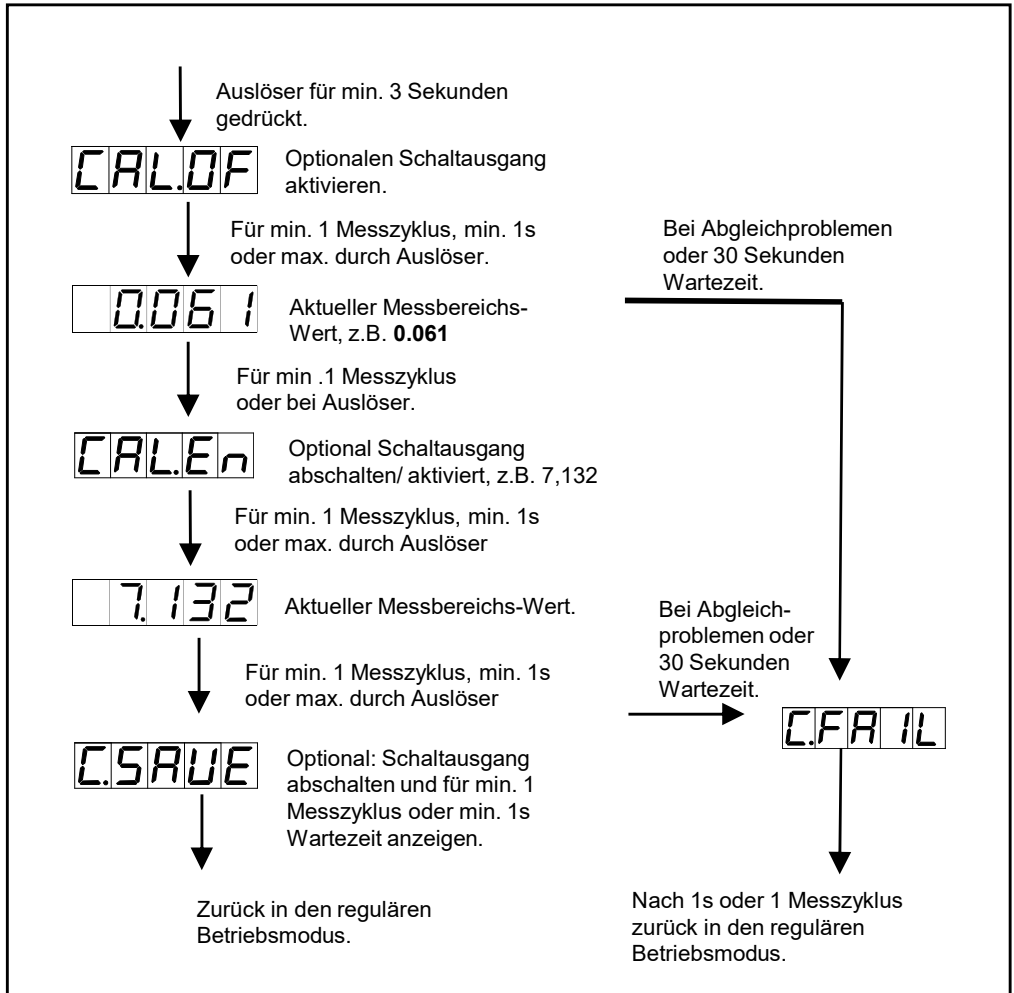 Auslöser für min. 3 Sekunden
gedrückt.
CAL.OF
Optionalen Schaltausgang
aktivieren.
Für min. 1 Messzyklus, min. 1s
oder max. durch Auslöser.
Bei Abgleichproblemen
oder 30 Sekunden
Wartezeit.
0.061
Aktueller Messbereichs-
Wert, z.B. 0.061
Für min .1 Messzyklus
oder bei Auslöser.
CAL.En
Optional Schaltausgang
abschalten/ aktiviert, z.B. 7,132
Für min. 1 Messzyklus, min. 1s
oder max. durch Auslöser
7.132
Aktueller Messbereichs-Wert.
Bei Abgleich-
problemen oder
30 Sekunden
Wartezeit.
Für min. 1 Messzyklus, min. 1s
oder max. durch Auslöser
C.FAIL
C.SAVE
Optional: Schaltausgang
abschalten und für min. 1
Messzyklus oder min. 1s
Wartezeit anzeigen.
Zurück in den regulären
Betriebsmodus.
Nach 1s oder 1 Messzyklus
zurück in den regulären
Betriebsmodus.